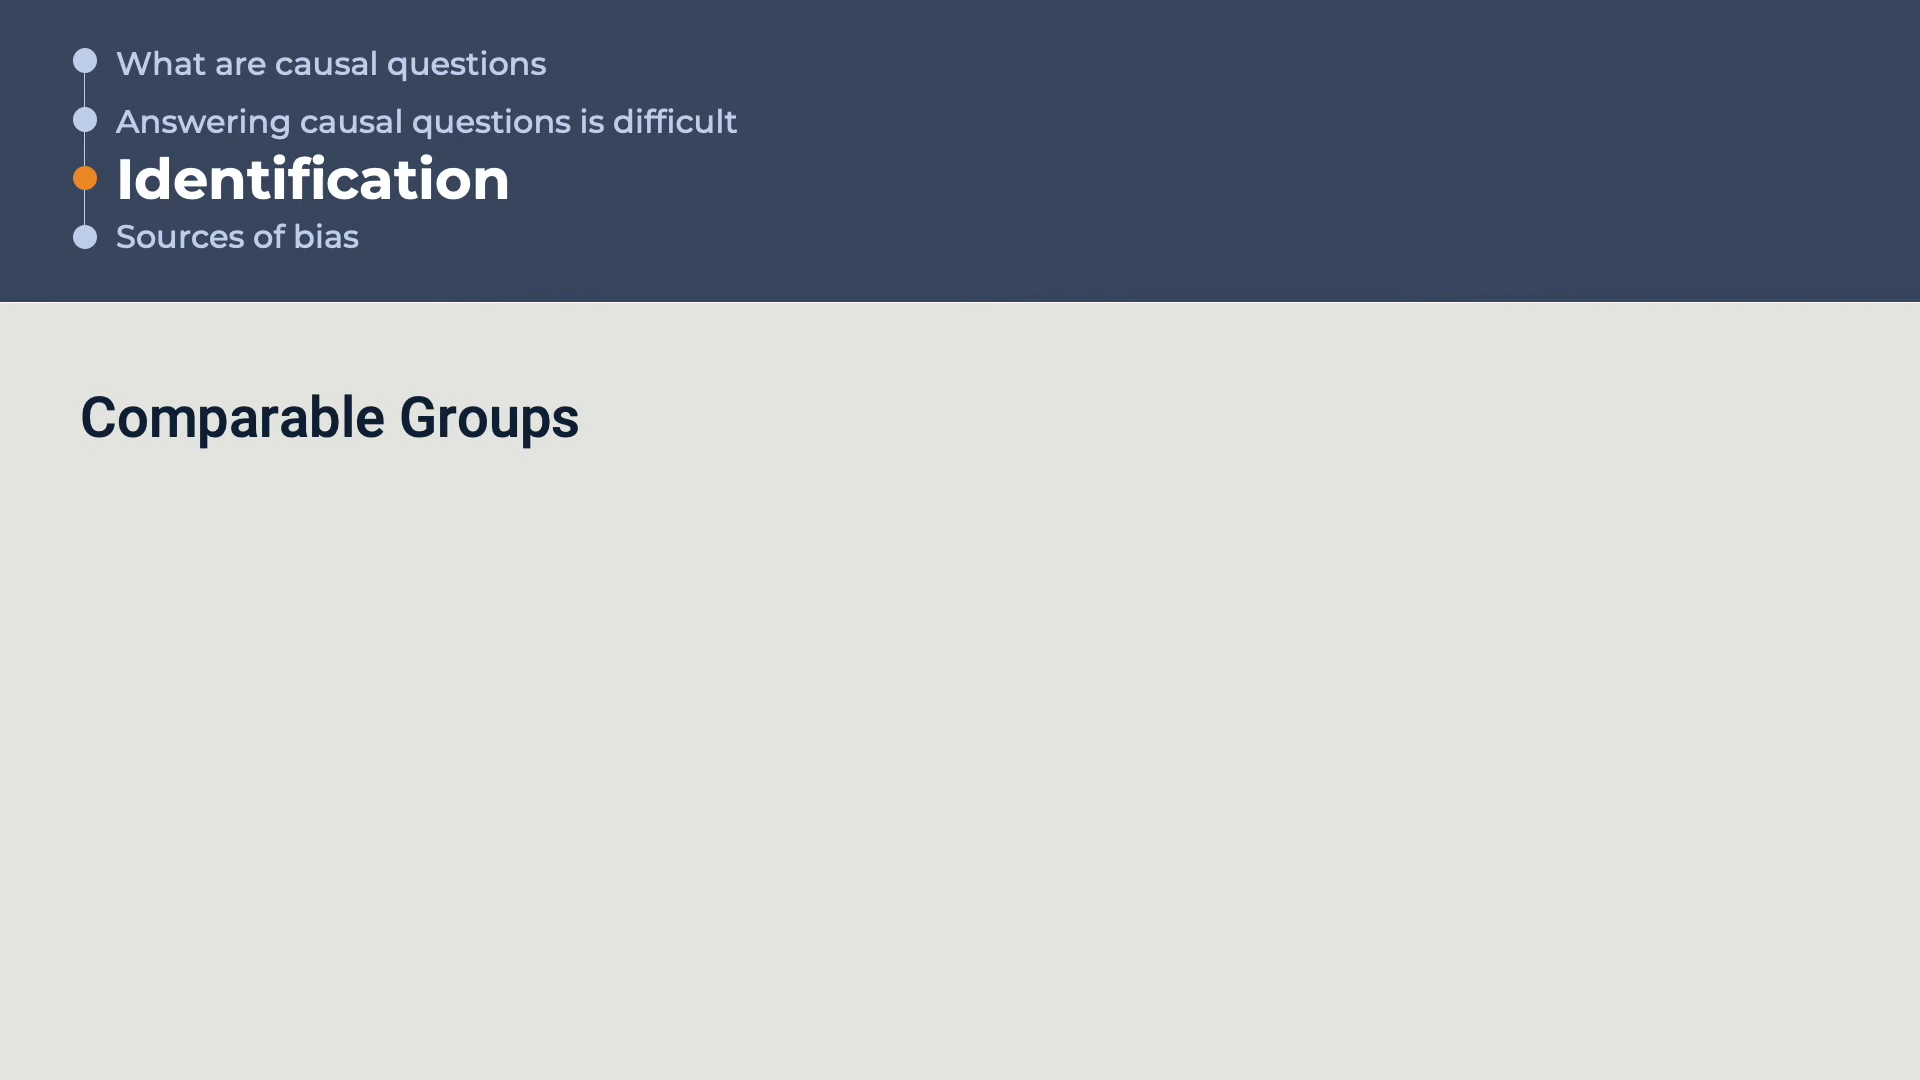 What are causal questions
Answering causal questions is difficult
Identification
Sources of bias
Comparable Groups